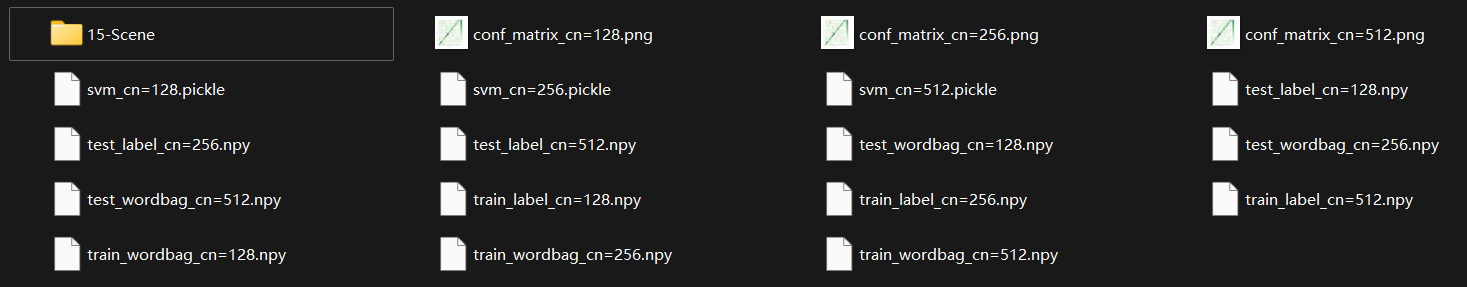 15-Scene
conf_matrix_cn=128.png
conf_matrix_cn=256.png
conf_matrix_cn=512.png
svm_cn=128.pickle
svm_cn=256.pickle
svm_cn=512.pickle
test_label_cn=128.npy
test_label_cn=256.npy
test_label_cn=512.npy
test_wordbag_cn=128.npy
test_wordbag_cn=256.npy
test_wordbag_cn=512.npy
train_label_cn=128.npy
train_label_cn=256.npy
train_label_cn=512.npy
train_wordbag_cn=128.npy
train_wordbag_cn=256.npy
train_wordbag_cn=512.npy